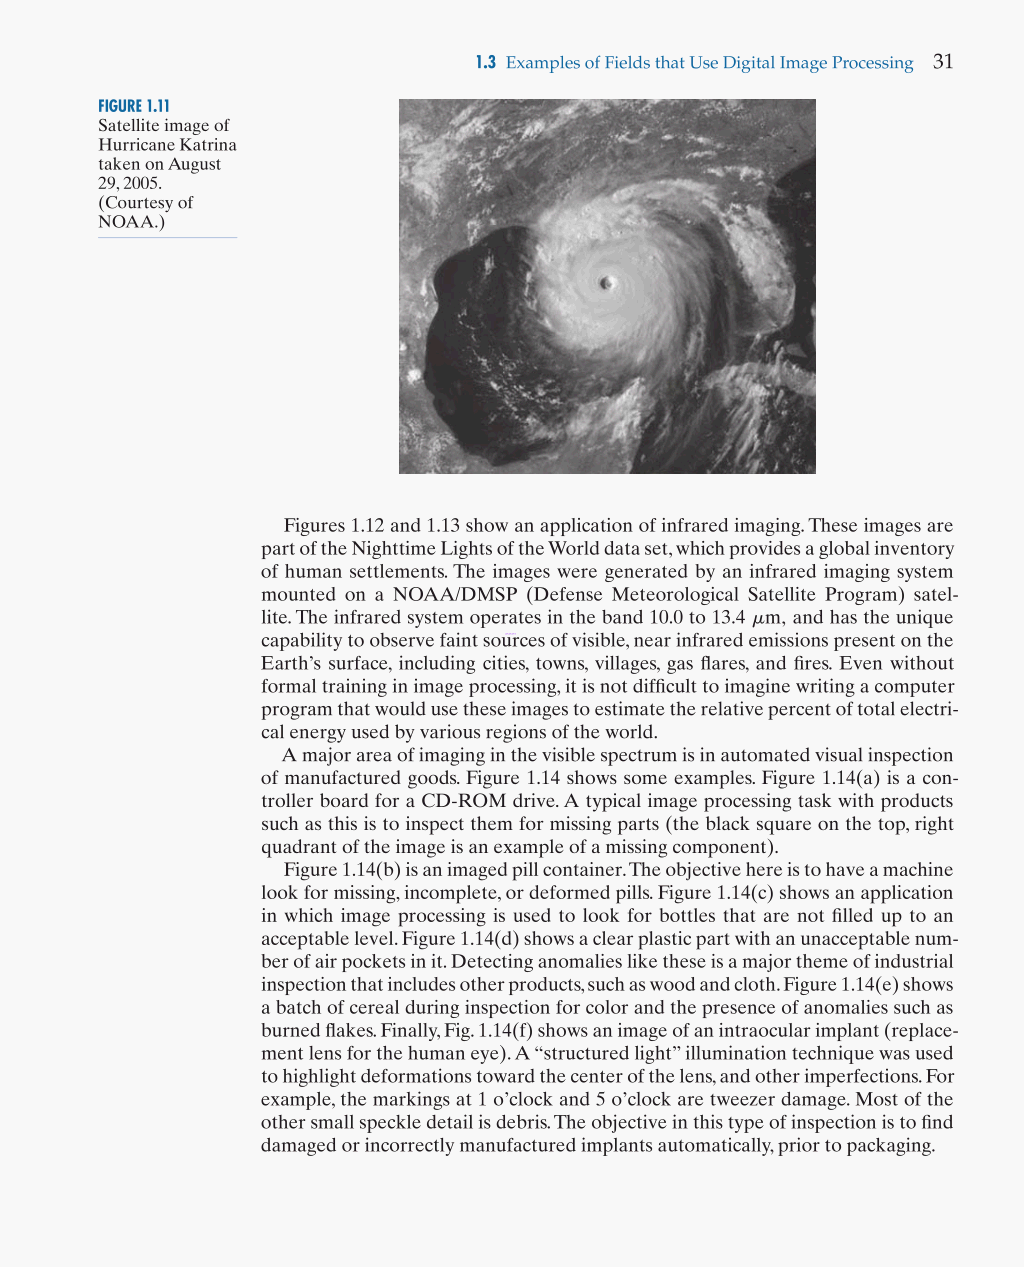 1.3 Examples of Fields that Use Digital Image Processing 31
FIGURE 1.11
Satellite image of
Hurricane Katrina
taken on August
29, 2005.
(Courtesy of
NOAA.)
Figures 1.12 and 1.13 show an application of infrared imaging. These images are
part of the Nighttime Lights of the World data set, which provides a global inventory
of human settlements. The images were generated by an infrared imaging system
mounted on a NOAA/DMSP (Defense Meteorological Satellite Program) satel-
lite. The infrared system operates in the band 10.0 to 13.4 μm, and has the unique
capability to observe faint sources of visible, near infrared emissions present on the
Earth's surface, including cities, towns, villages, gas flares, and fires. Even without
formal training in image processing, it is not difficult to imagine writing a computer
program that would use these images to estimate the relative percent of total electri-
cal energy used by various regions of the world.
A major area of imaging in the visible spectrum is in automated visual inspection
of manufactured goods. Figure 1.14 shows some examples. Figure 1.14(a) is a con-
troller board for a CD-ROM drive. A typical image processing task with products
such as this is to inspect them for missing parts (the black square on the top, right
quadrant of the image is an example of a missing component).
Figure 1.14(b) is an imaged pill container. The objective here is to have a machine
look for missing, incomplete, or deformed pills. Figure 1.14(c) shows an application
in which image processing is used to look for bottles that are not filled up to an
acceptable level. Figure 1.14(d) shows a clear plastic part with an unacceptable num-
ber of air pockets in it. Detecting anomalies like these is a major theme of industrial
inspection that includes other products, such as wood and cloth. Figure 1.14(e) shows
a batch of cereal during inspection for color and the presence of anomalies such as
burned flakes. Finally, Fig. 1.14(f) shows an image of an intraocular implant (replace-
ment lens for the human eye). A “structured light” illumination technique was used
to highlight deformations toward the center of the lens, and other imperfections. For
example, the markings at 1 o'clock and 5 o'clock are tweezer damage. Most of the
other small speckle detail is debris. The objective in this type of inspection is to find
damaged or incorrectly manufactured implants automatically, prior to packaging.